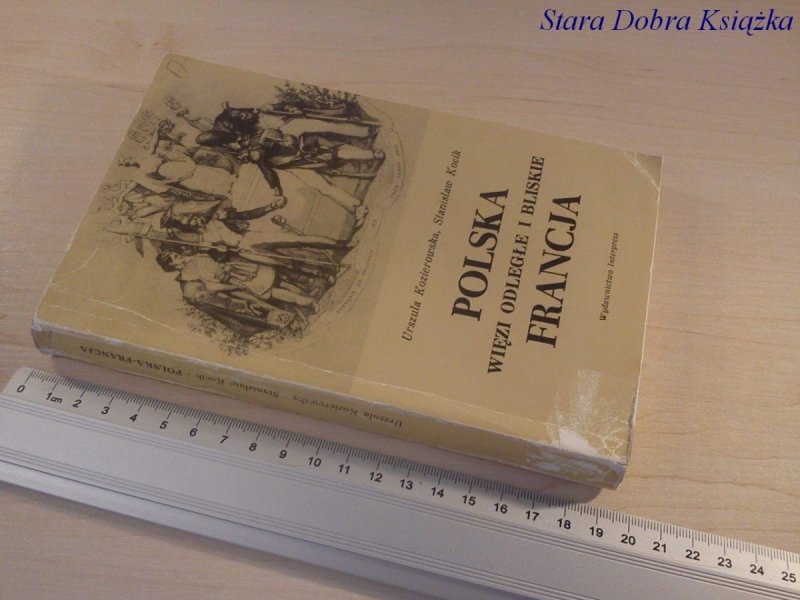 Stara Dobra Książka
Urszula Kozierowska, Stanisław Kocik
POLSKA
WIĘZI ODLEGŁE I BLISKIE
FRANCJA
Wydawnictwo Interpress
Urszula Kozierowska · Stanisław Kocik · POLSKA-FRANCJA
0 1cm 2 3 4 5 6 7 8 9 10 11 12 13 14 15 16 17 18 19 20 21 22 23 24 25